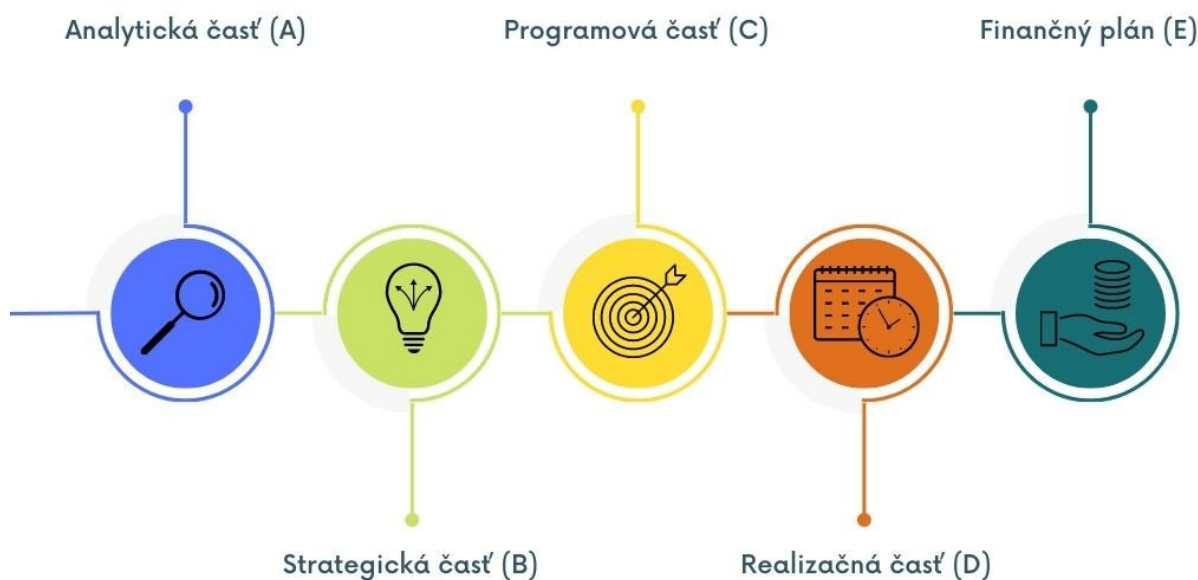 Analytická časť (A)
Programová časť (C)
Finančný plán (E)
Strategická časť (B)
Realizačná časť (D)